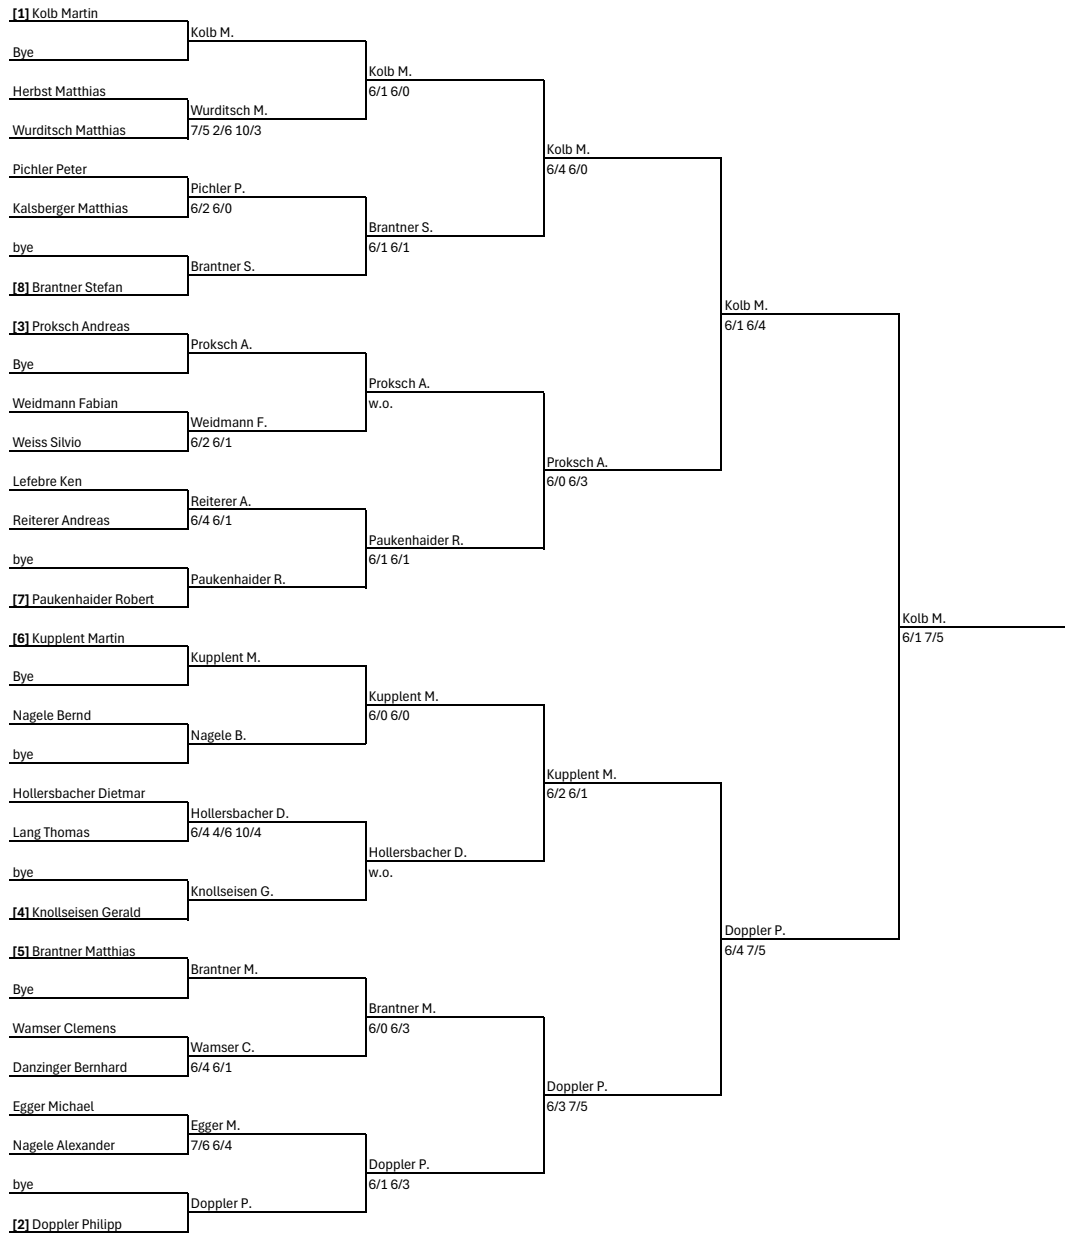 [1] Kolb Martin
Bye
Herbst Matthias
Wurditsch Matthias
Pichler Peter
Kalsberger Matthias
bye
[8] Brantner Stefan
[3] Proksch Andreas
Bye
Weidmann Fabian
Weiss Silvio
Lefebre Ken
Reiterer Andreas
bye
[7] Paukenhaider Robert
[6] Kupplent Martin
Bye
Nagele Bernd
bye
Hollersbacher Dietmar
Lang Thomas
bye
[4] Knollseisen Gerald
[5] Brantner Matthias
Bye
Wamser Clemens
Danzinger Bernhard
Egger Michael
Nagele Alexander
bye
[2] Doppler Philipp
Kolb M.
Wurditsch M.
7/5 2/6 10/3
Pichler P.
6/2 6/0
Brantner S.
Proksch A.
Weidmann F.
6/2 6/1
Reiterer A.
6/4 6/1
Paukenhaider R.
Kupplent M.
Nagele B.
Hollersbacher D.
6/4 4/6 10/4
Knollseisen G.
Brantner M.
Wamser C.
6/4 6/1
Egger M.
7/6 6/4
Doppler P.
Kolb M.
6/1 6/0
Brantner S.
6/1 6/1
Proksch A.
w.o.
Paukenhaider R.
6/1 6/1
Kupplent M.
6/0 6/0
Hollersbacher D.
w.o.
Brantner M.
6/0 6/3
Doppler P.
6/1 6/3
Kolb M.
6/4 6/0
Proksch A.
6/0 6/3
Kupplent M.
6/2 6/1
Doppler P.
6/3 7/5
Kolb M.
6/1 6/4
Doppler P.
6/4 7/5
Kolb M.
6/1 7/5